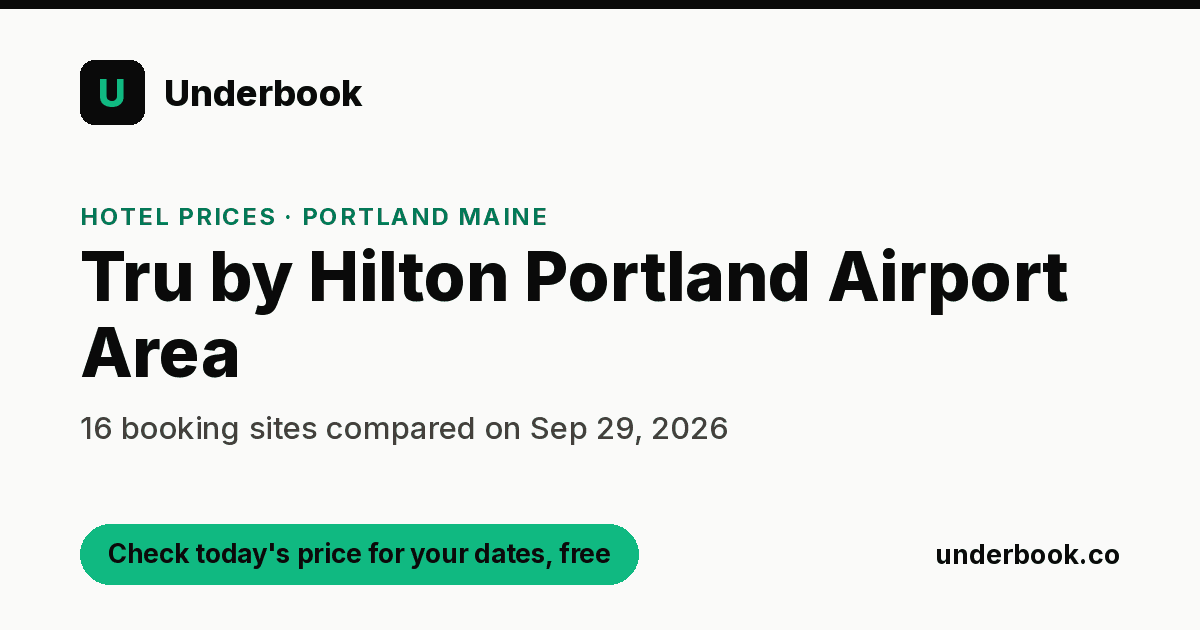 U Underbook
HOTEL PRICES · PORTLAND MAINE
Tru by Hilton Portland Airport
Area
16 booking sites compared on Sep 29, 2026
Check today's price for your dates, free
underbook.co